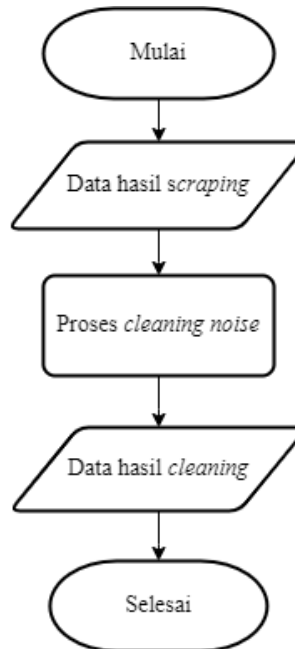 Mulai
Data hasil scraping
Proses cleaning noise
Data hasil cleaning
Selesai